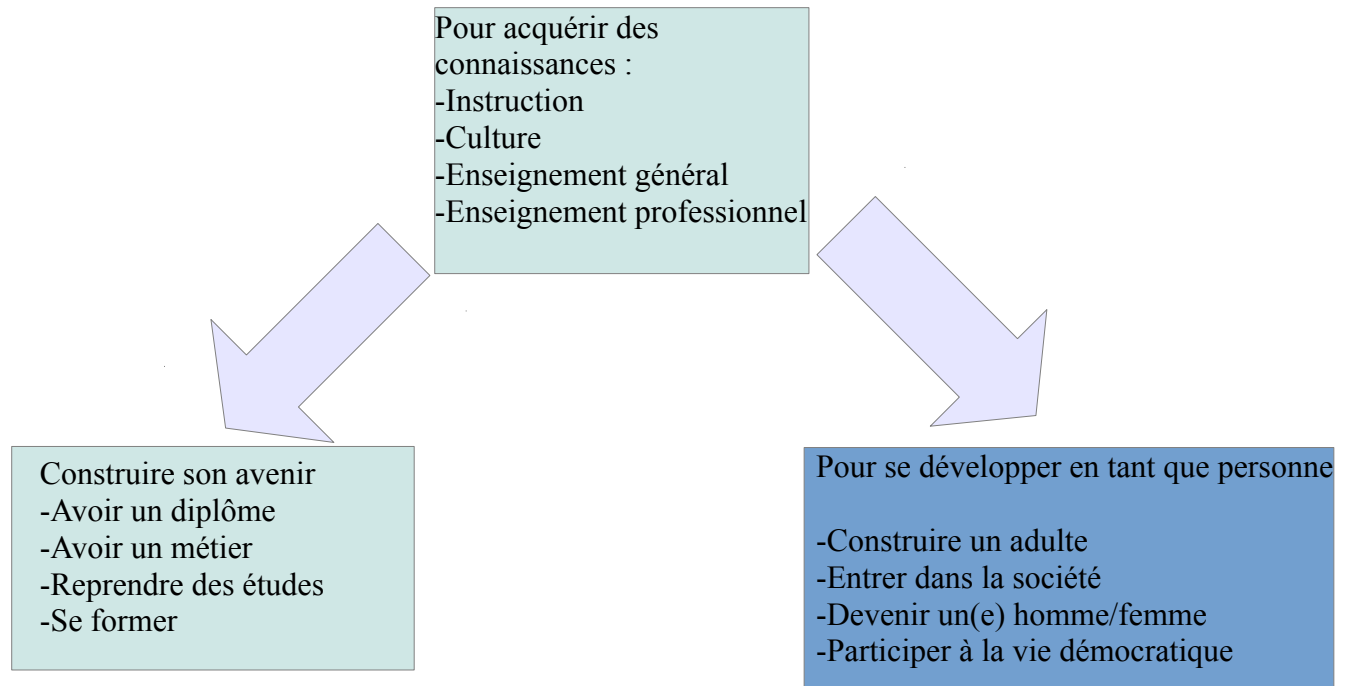 Pour acquérir des
connaissances :
-Instruction
-Culture
-Enseignement général
-Enseignement professionnel
Construire son avenir
-Avoir un diplôme
-Avoir un métier
-Reprendre des études
-Se former
Pour se développer en tant que personne
-Construire un adulte
-Entrer dans la société
-Devenir un(e) homme/femme
-Participer à la vie démocratique